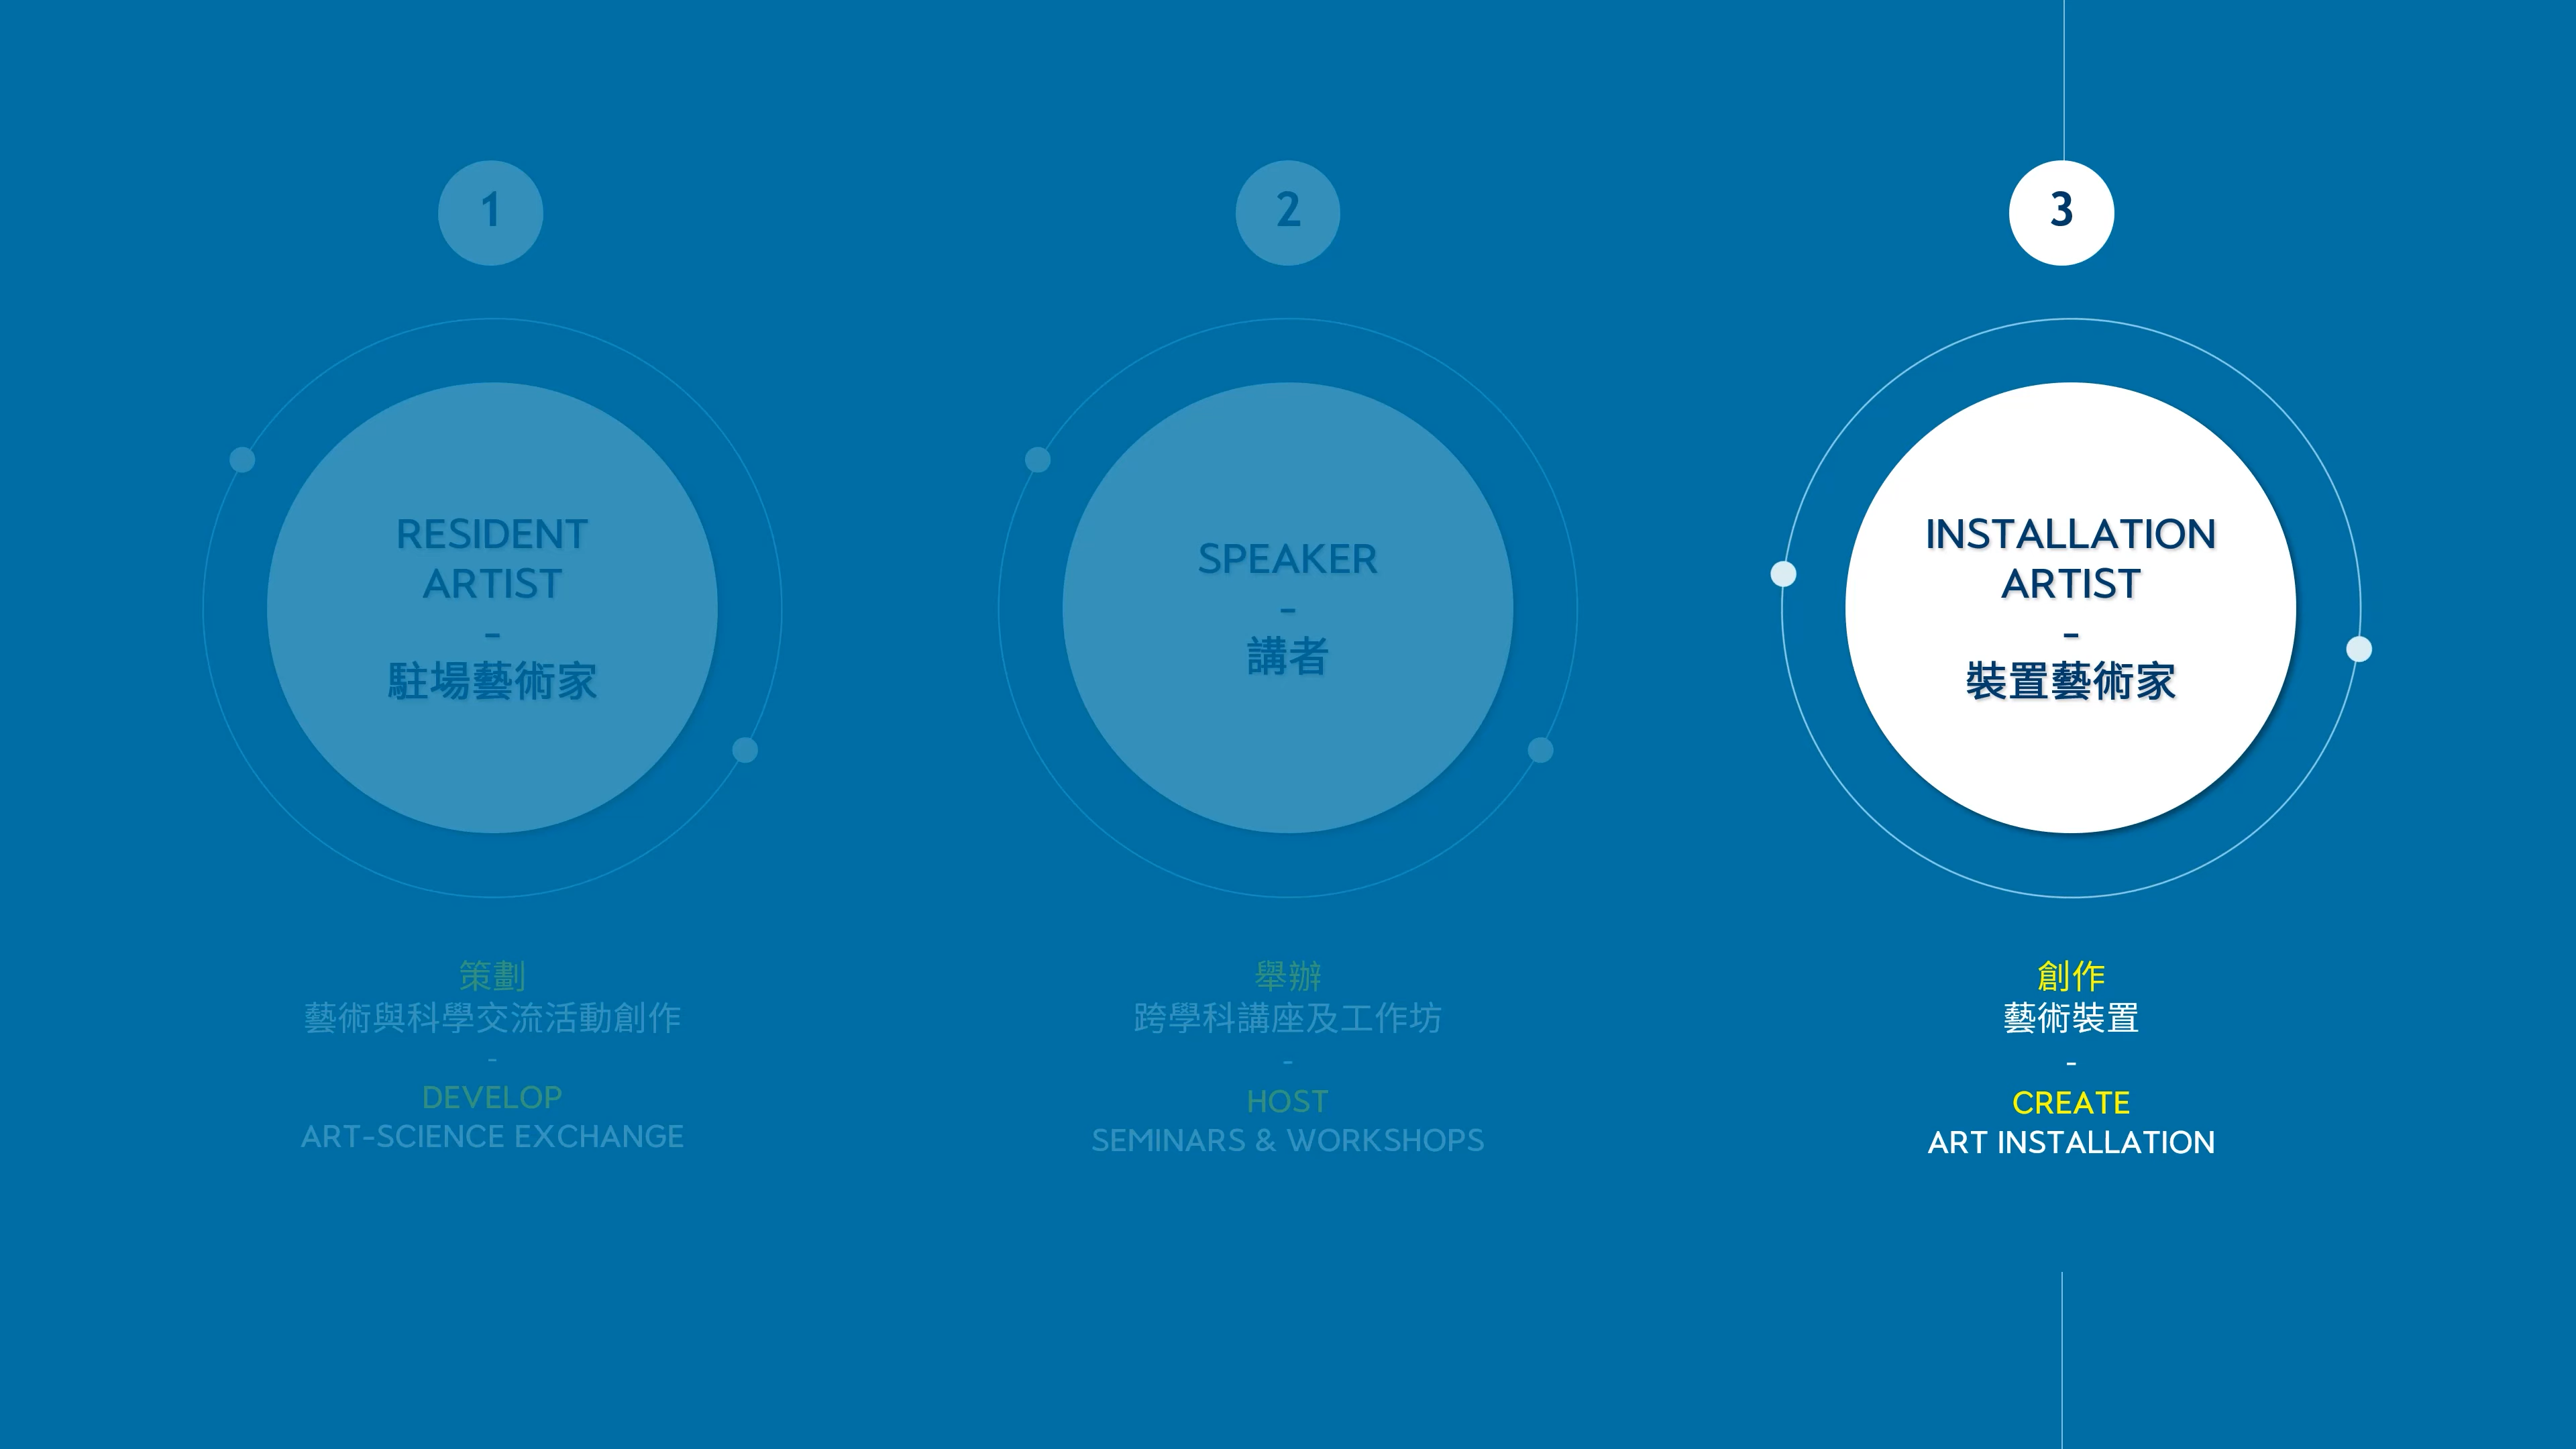 1
RESIDENT
ARTIST
-
駐場藝術家
策劃
藝術與科學交流活動創作
-
DEVELOP
ART-SCIENCE EXCHANGE
2
SPEAKER
-
講者
舉辦
跨學科講座及工作坊
-
HOST
SEMINARS & WORKSHOPS
3
INSTALLATION
ARTIST
-
裝置藝術家
創作
藝術裝置
-
CREATE
ART INSTALLATION